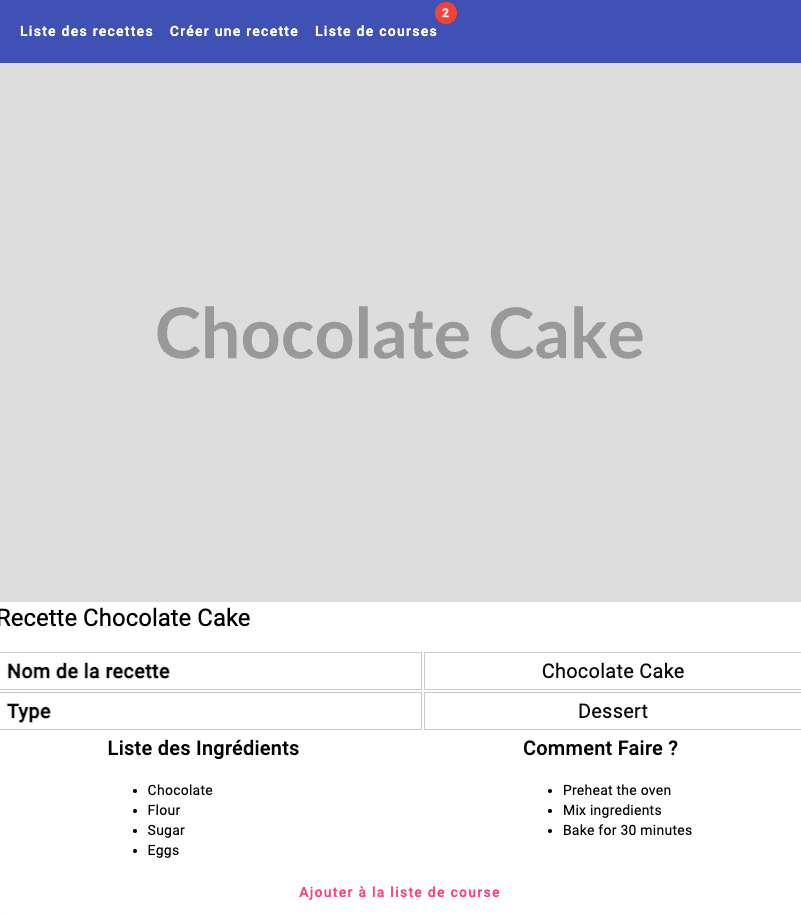 Liste des recettes Créer une recette Liste de courses 2
Chocolate Cake
Recette Chocolate Cake
Nom de la recette Chocolate Cake
Type Dessert
Liste des Ingrédients
Chocolate
Flour
Sugar
Eggs
Comment Faire ?
Preheat the oven
Mix ingredients
Bake for 30 minutes
Ajouter à la liste de course